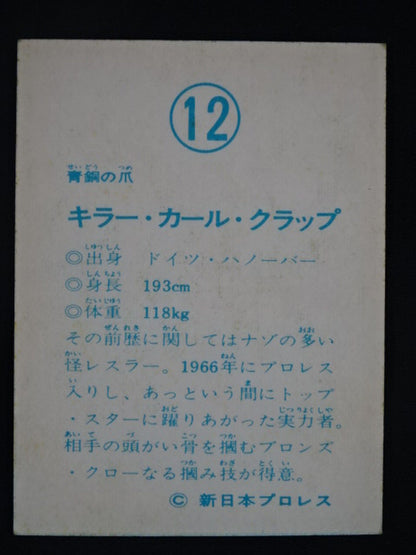 12
青銅の爪
キラー・カール・クラップ
◎出身 ドイツ・ハノーバー
◎身長 193cm
◎体重 118kg
その前歴に関してはナゾの多い
怪レスラー。1966年にプロレス
入りし、あっという間にトップ
・スターに躍りあがった実力者。
相手の頭がい骨を摑むブロンズ
・クローなる摑み技が得意。
© 新日本プロレス